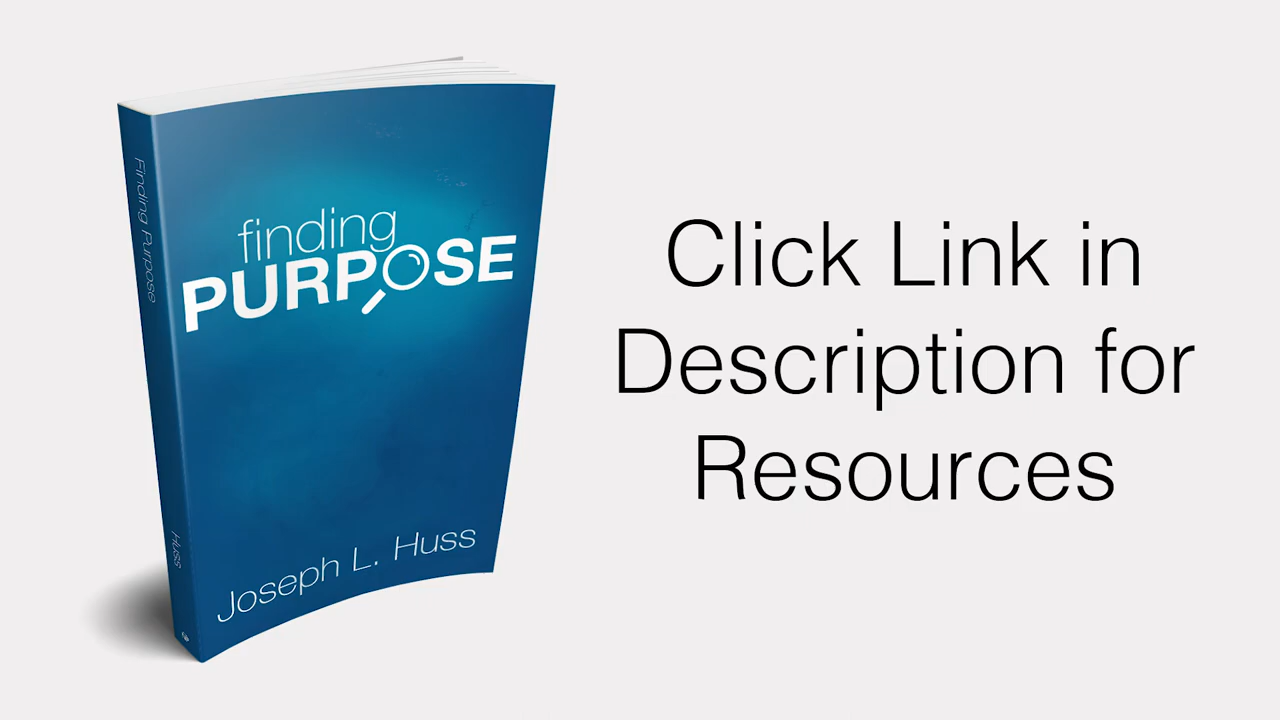 Finding Purpose
Huss
finding
PURPOSE
Joseph L. Huss
Click Link in
Description for
Resources